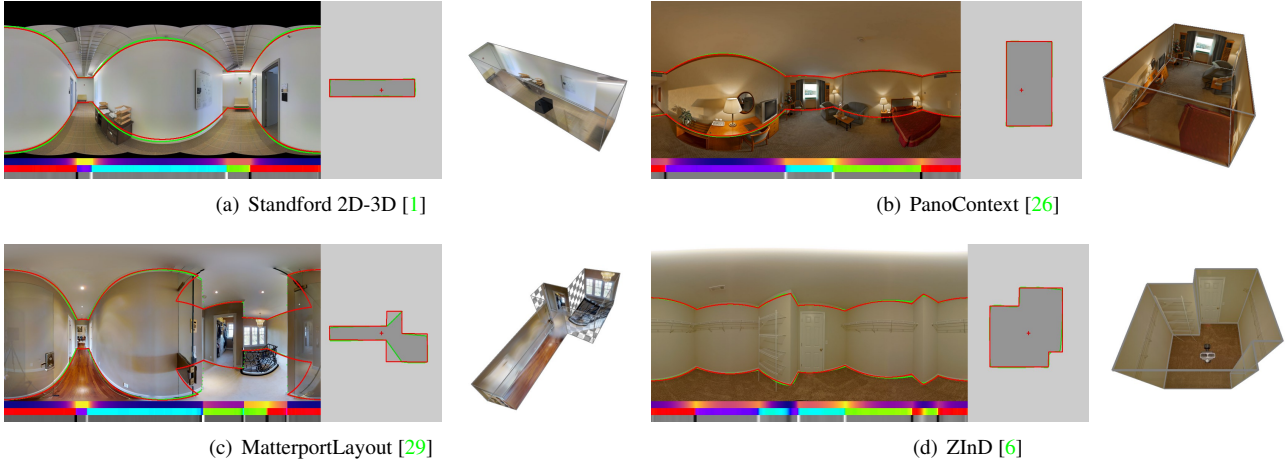 (a) Standford 2D-3D [1]
(b) PanoContext [26]
(c) MatterportLayout [29]
(d) ZInD [6]